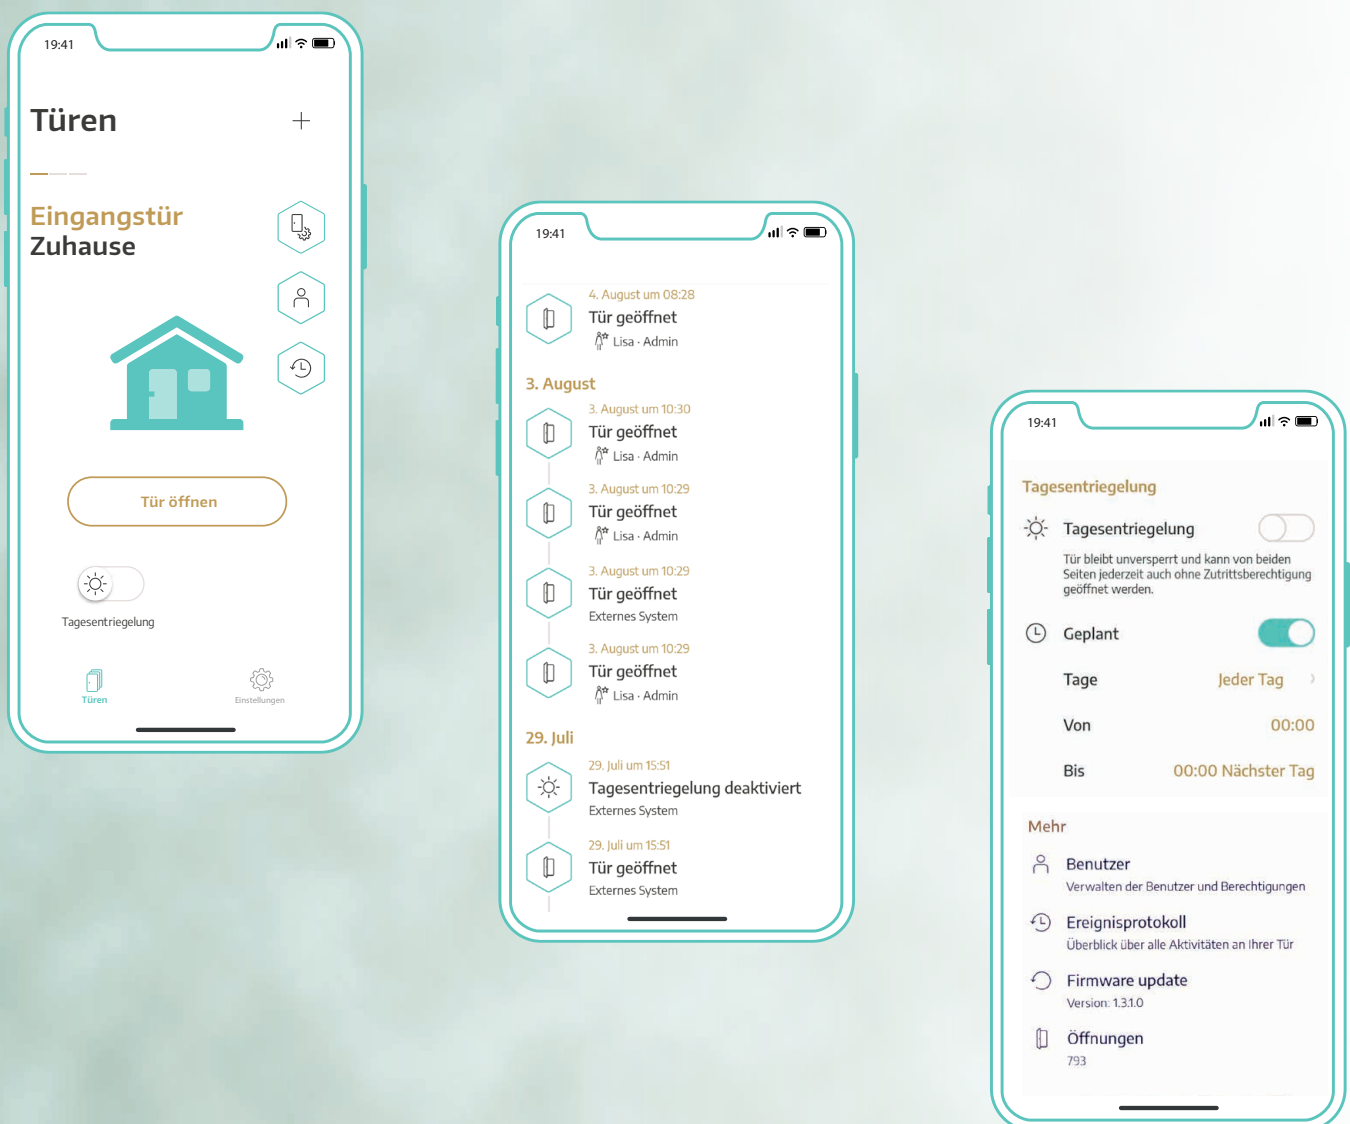 19:41
Türen
Eingangstür
Zuhause
Tür öffnen
Tagesentriegelung
Türen
Einstellungen
19:41
4. August um 08:28
Tür geöffnet
Lisa · Admin
3. August
3. August um 10:30
Tür geöffnet
Lisa · Admin
3. August um 10:29
Tür geöffnet
Lisa · Admin
3. August um 10:29
Tür geöffnet
Externes System
3. August um 10:29
Tür geöffnet
Lisa · Admin
29. Juli
29. Juli um 15:51
Tagesentriegelung deaktiviert
Externes System
29. Juli um 15:51
Tür geöffnet
Externes System
19:41
Tagesentriegelung
Tagesentriegelung
Tür bleibt unversperrt und kann von beiden
Seiten jederzeit auch ohne Zutrittsberechtigung
geöffnet werden.
Geplant
Tage Jeder Tag
Von 00:00
Bis 00:00 Nächster Tag
Mehr
Benutzer
Verwalten der Benutzer und Berechtigungen
Ereignisprotokoll
Überblick über alle Aktivitäten an Ihrer Tür
Firmware update
Version: 1.3.1.0
Öffnungen
793